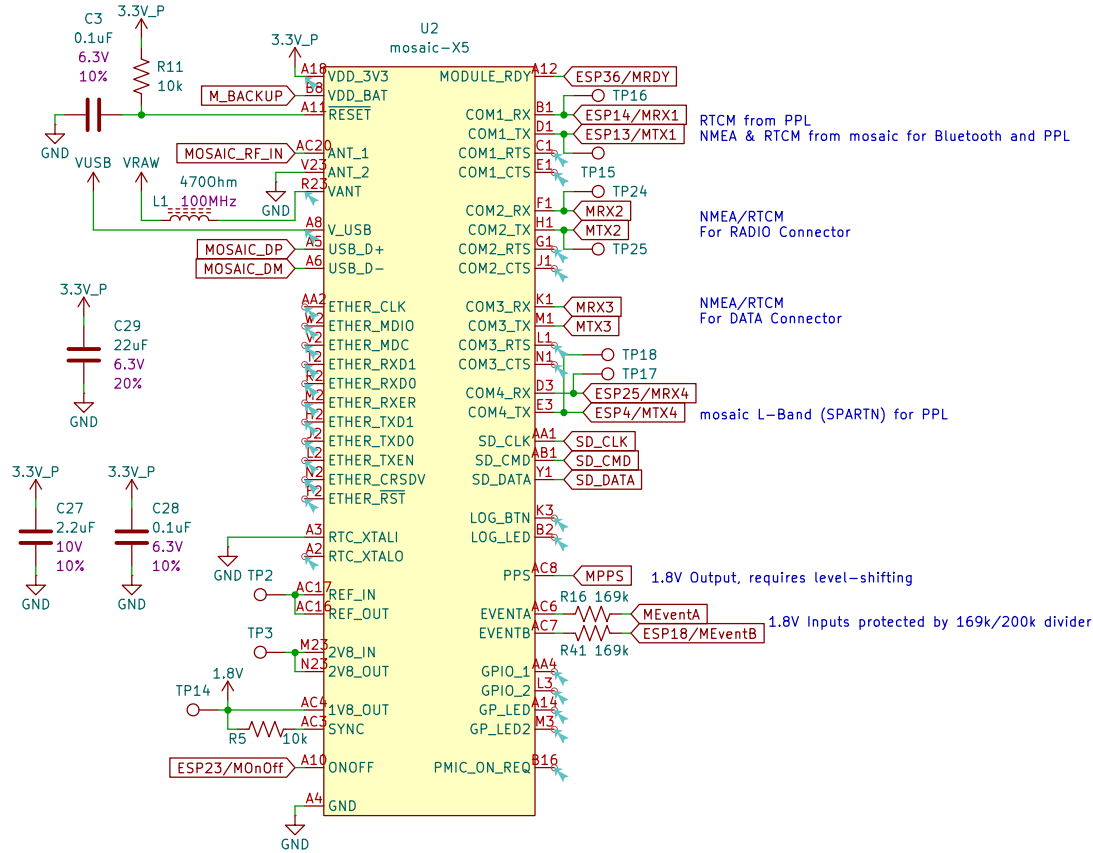 3.3V_P
C3
0.1uF
6.3V
10%
R11
10k
GND
3.3V_P
U2
mosaic-X5
A18 VDD_3V3
M_BACKUP B8 VDD_BAT
A11 RESET
MOSAIC_RF_IN AC20 ANT_1
V23 ANT_2
GND
R23 VANT
VUSB
VRAW
470Ohm
L1 100MHz
A8 V_USB
MOSAIC_DP A5 USB_D+
MOSAIC_DM A6 USB_D-
AA2 ETHER_CLK
W2 ETHER_MDIO
V2 ETHER_MDC
T2 ETHER_RXD1
R2 ETHER_RXD0
M2 ETHER_RXER
H2 ETHER_TXD1
J2 ETHER_TXD0
L2 ETHER_TXEN
N2 ETHER_CRSDV
F2 ETHER_RST
3.3V_P
C29
22uF
6.3V
20%
GND
3.3V_P
C27
2.2uF
10V
10%
GND
3.3V_P
C28
0.1uF
6.3V
10%
GND
A3 RTC_XTALI
GND
A2 RTC_XTALO
TP2
AC17 REF_IN
AC16 REF_OUT
TP3
M23 2V8_IN
N23 2V8_OUT
1.8V
TP14
AC4 1V8_OUT
R5 10k
AC3 SYNC
ESP23/MOnOff A10 ONOFF
A4 GND
GND
MODULE_RDY A12 ESP36/MRDY
TP16
COM1_RX B1 ESP14/MRX1
RTCM from PPL
COM1_TX D1 ESP13/MTX1
NMEA & RTCM from mosaic for Bluetooth and PPL
COM1_RTS C1
TP15
COM1_CTS E1
TP24
COM2_RX F1 MRX2
COM2_TX H1 MTX2
NMEA/RTCM
For RADIO Connector
COM2_RTS G1
TP25
COM2_CTS J1
COM3_RX K1 MRX3
COM3_TX M1 MTX3
NMEA/RTCM
For DATA Connector
COM3_RTS L1
TP18
COM3_CTS N1
TP17
COM4_RX D3 ESP25/MRX4
COM4_TX E3 ESP4/MTX4
mosaic L-Band (SPARTN) for PPL
SD_CLK AA1 SD_CLK
SD_CMD AB1 SD_CMD
SD_DATA Y1 SD_DATA
LOG_BTN K3
LOG_LED B2
PPS AC8 MPPS
1.8V Output, requires level-shifting
R16 169k
EVENTA AC6 MEventA
EVENTB AC7 ESP18/MEventB
1.8V Inputs protected by 169k/200k divider
R41 169k
GPIO_1 AA4
GPIO_2 L3
GP_LED A14
GP_LED2 M3
PMIC_ON_REQ B16